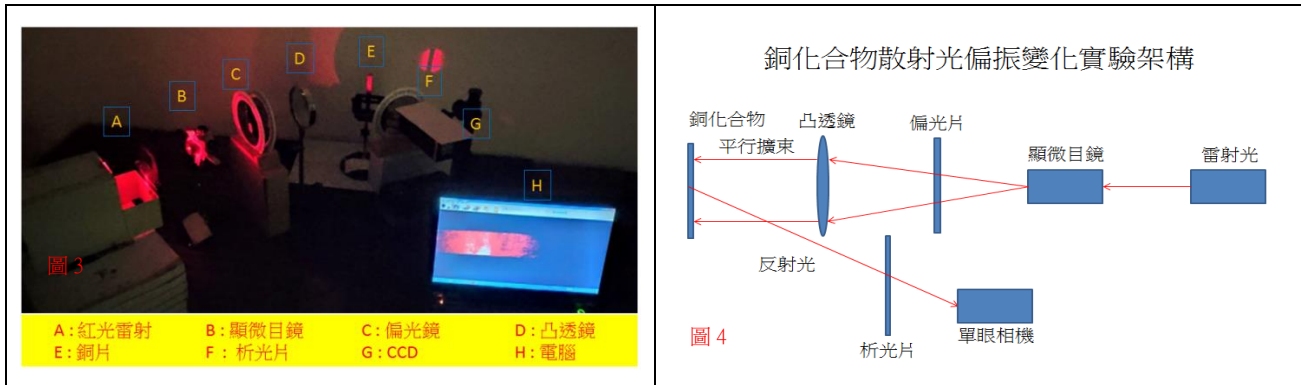 A
B
C
D
E
F
G
H
圖 3
A : 紅光雷射 B : 顯微目鏡 C : 偏光鏡 D : 凸透鏡
E : 銅片 F : 析光片 G : CCD H : 電腦
銅化合物散射光偏振變化實驗架構
銅化合物 凸透鏡 偏光片
平行擴束
顯微目鏡 雷射光
反射光
單眼相機
析光片
圖 4